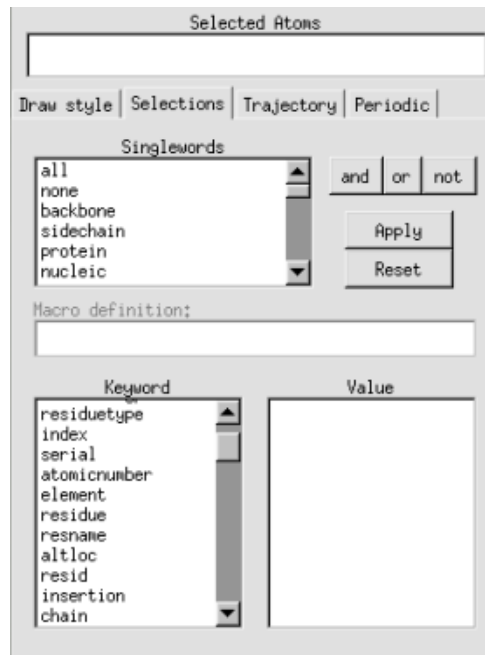 Selected Atoms
Draw style Selections Trajectory Periodic
Singlewords
all
none
backbone
sidechain
protein
nucleic
and or not
Apply
Reset
Macro definition:
Keyword
residuetype
index
serial
atomicnumber
element
residue
resname
altloc
resid
insertion
chain
Value